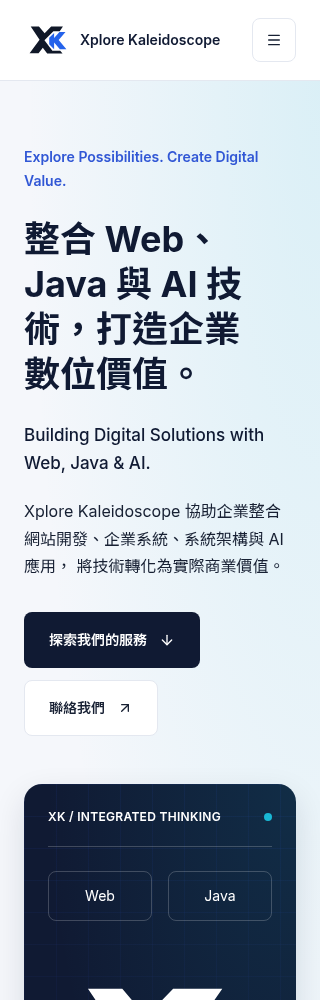 XK Xplore Kaleidoscope
Explore Possibilities. Create Digital
Value.
整合 Web、
Java 與 AI 技
術，打造企業
數位價值。
Building Digital Solutions with
Web, Java & AI.
Xplore Kaleidoscope 協助企業整合
網站開發、企業系統、系統架構與 AI
應用， 將技術轉化為實際商業價值。
探索我們的服務
聯絡我們
XK / INTEGRATED THINKING
Web Java